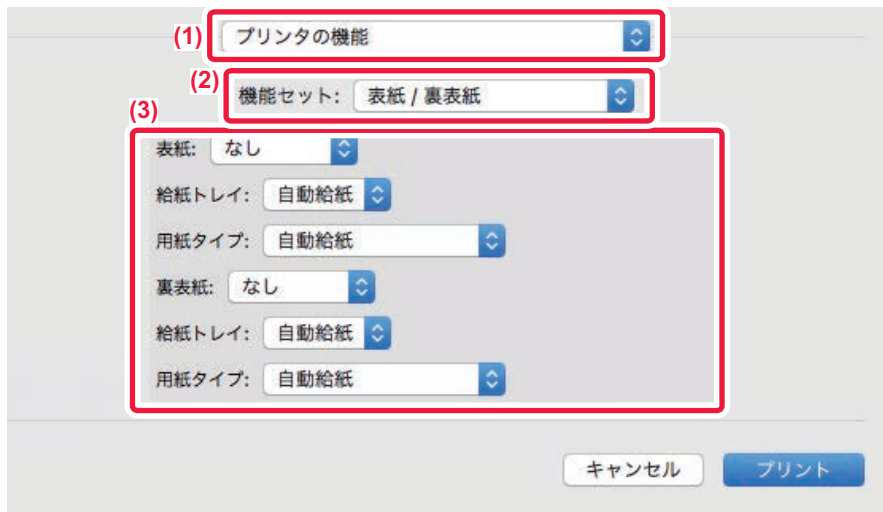 (1) プリンタの機能
(2) 機能セット: 表紙 / 裏表紙
(3)
表紙: なし
給紙トレイ: 自動給紙
用紙タイプ: 自動給紙
裏表紙: なし
給紙トレイ: 自動給紙
用紙タイプ: 自動給紙
キャンセル プリント